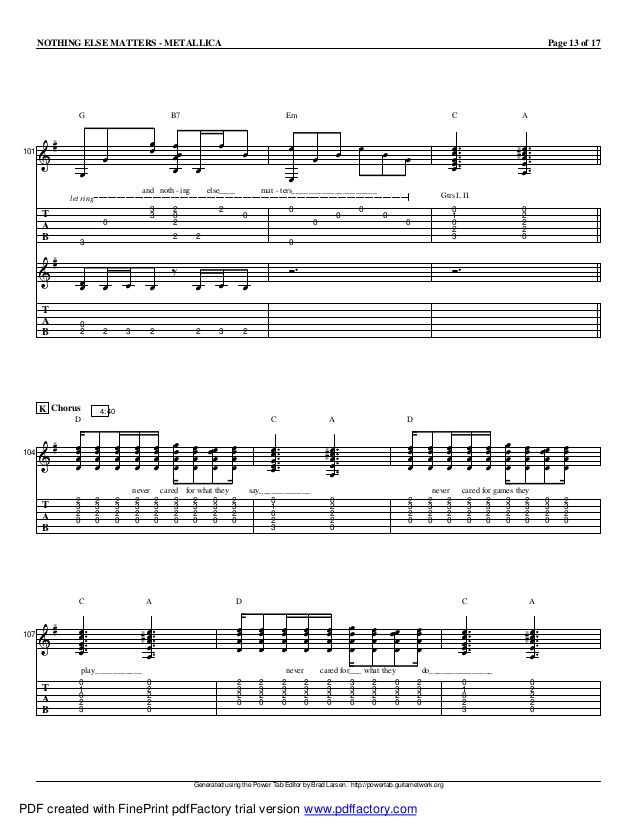 NOTHING ELSE MATTERS - METALLICA Page 13 of 17
G B7 Em C A
101
and noth - ing else____ mat - ters____________________
let ring
Gtrs I, II
T
A
B
3 0 3 3 2 0 2 2 2 2 0 0 0 0 0 0 0 0 0 1 0 2 3 0 2 2 2 0
T
A
B
0 2 2 3 2 2 3 2
K Chorus 4:40
D C A D
104
never cared for what they say____________ never cared for games they
T
A
B
C A D C A
107
play___________ never cared for___ what they do_______________
T
A
B
Generated using the Power Tab Editor by Brad Larsen. http://powertab.guitarnetwork.org
PDF created with FinePrint pdfFactory trial version www.pdffactory.com